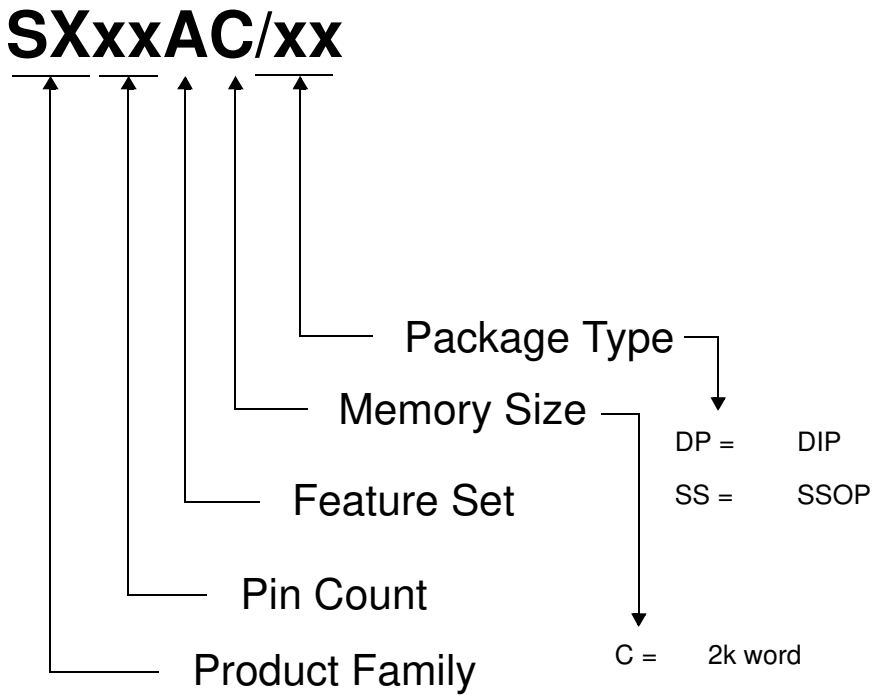 SXxxAC/xx
Package Type
Memory Size
DP = DIP
SS = SSOP
Feature Set
Pin Count
C = 2k word
Product Family